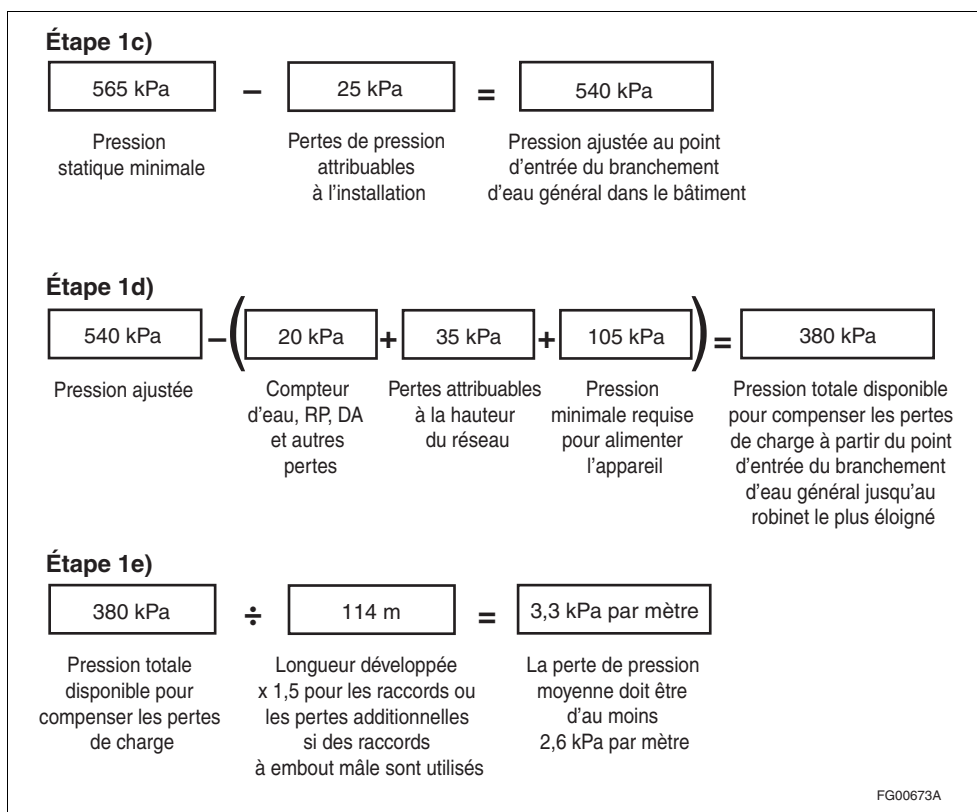 Étape 1c)
565 kPa – 25 kPa = 540 kPa
Pression
statique minimale
Pertes de pression
attribuables
à l'installation
Pression ajustée au point
d'entrée du branchement
d'eau général dans le bâtiment
Étape 1d)
540 kPa –( 20 kPa + 35 kPa + 105 kPa ) = 380 kPa
Pression ajustée
Compteur
d'eau, RP, DA
et autres
pertes
Pertes attribuables
à la hauteur
du réseau
Pression
minimale requise
pour alimenter
l'appareil
Pression totale disponible
pour compenser les pertes
de charge à partir du point
d'entrée du branchement
d'eau général jusqu'au
robinet le plus éloigné
Étape 1e)
380 kPa ÷ 114 m = 3,3 kPa par mètre
Pression totale
disponible pour
compenser les pertes
de charge
Longueur développée
x 1,5 pour les raccords ou
les pertes additionnelles
si des raccords
à embout mâle sont utilisés
La perte de pression
moyenne doit être
d'au moins
2,6 kPa par mètre
FG00673A